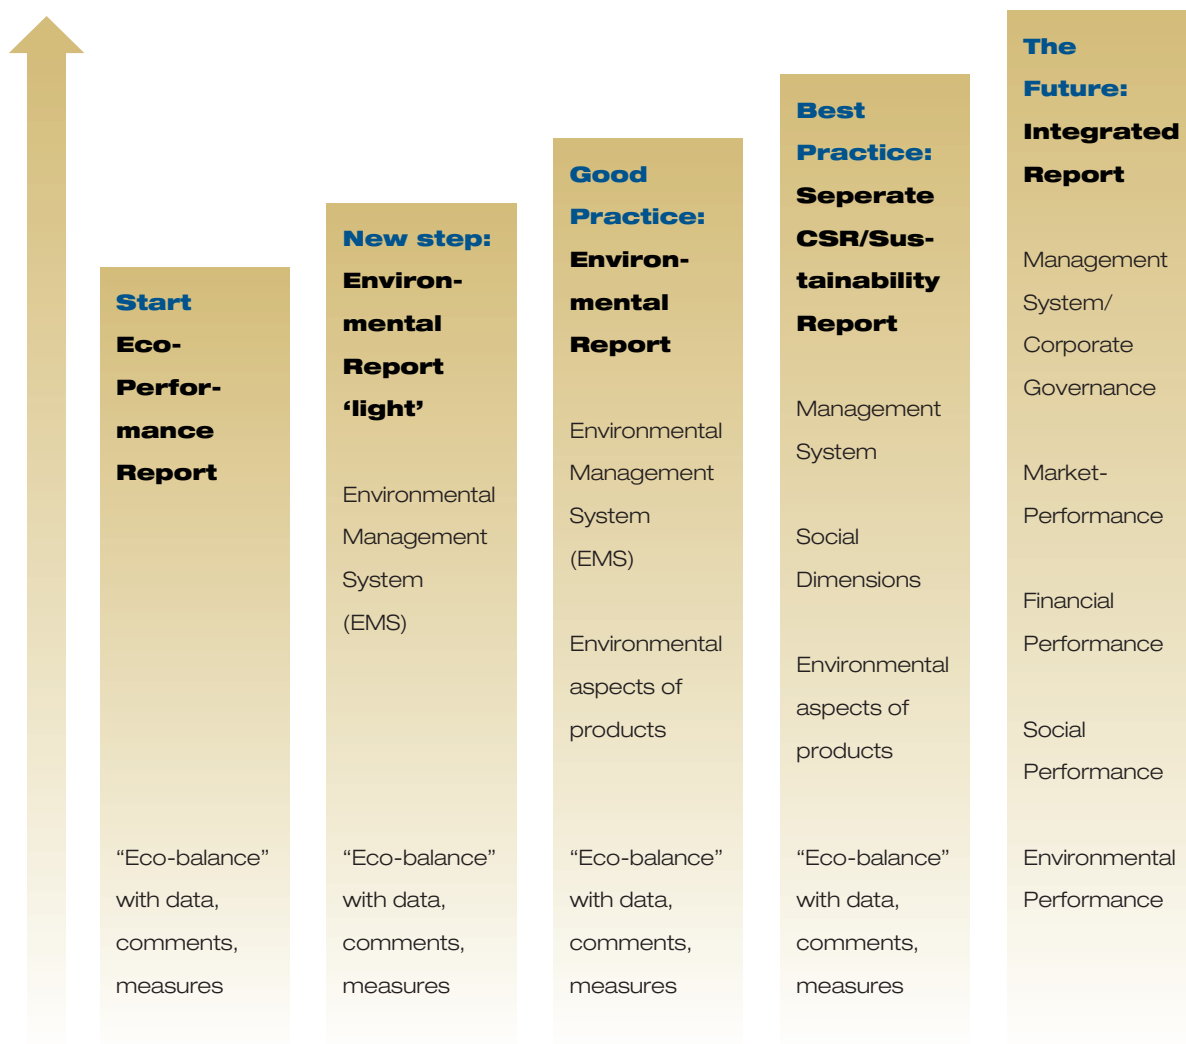 Start
Eco-
Perfor-
mance
Report
“Eco-balance”
with data,
comments,
measures
New step:
Environ-
mental
Report
‘light’
Environmental
Management
System
(EMS)
“Eco-balance”
with data,
comments,
measures
Good
Practice:
Environ-
mental
Report
Environmental
Management
System
(EMS)
Environmental
aspects of
products
“Eco-balance”
with data,
comments,
measures
Best
Practice:
Seperate
CSR/Sus-
tainability
Report
Management
System
Social
Dimensions
Environmental
aspects of
products
“Eco-balance”
with data,
comments,
measures
The
Future:
Integrated
Report
Management
System/
Corporate
Governance
Market-
Performance
Financial
Performance
Social
Performance
Environmental
Performance